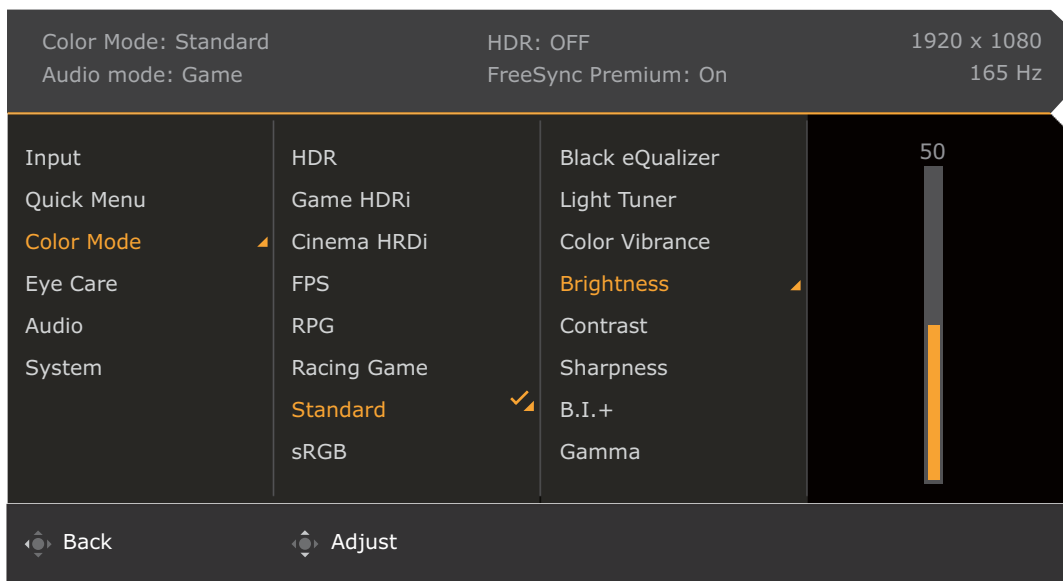 Color Mode: Standard
HDR: OFF
1920 x 1080
Audio mode: Game
FreeSync Premium: On
165 Hz
Input
Quick Menu
Color Mode
Eye Care
Audio
System
HDR
Game HDRi
Cinema HRDi
FPS
RPG
Racing Game
Standard
sRGB
Black eQualizer
Light Tuner
Color Vibrance
Brightness
Contrast
Sharpness
B.I.+
Gamma
50
Back
Adjust